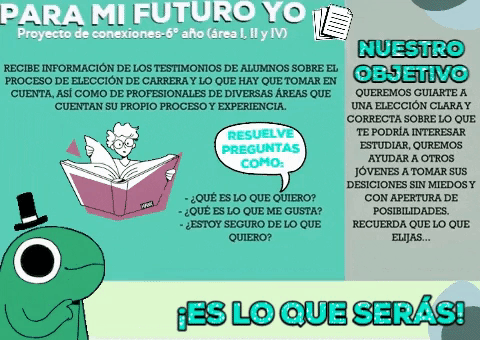 PARA MI FUTURO YO
Proyecto de conexiones-6° año (área I, II y IV)
RECIBE INFORMACIÓN DE LOS TESTIMONIOS DE ALUMNOS SOBRE EL
PROCESO DE ELECCIÓN DE CARRERA Y LO QUE HAY QUE TOMAR EN
CUENTA, ASÍ COMO DE PROFESIONALES DE DIVERSAS ÁREAS QUE
CUENTAN SU PROPIO PROCESO Y EXPERIENCIA.
RESUELVE
PREGUNTAS
COMO:
- ¿QUÉ ES LO QUE QUIERO?
- ¿QUÉ ES LO QUE ME GUSTA?
- ¿ESTOY SEGURO DE LO QUE
QUIERO?
NUESTRO
OBJETIVO
QUEREMOS GUIARTE A
UNA ELECCIÓN CLARA Y
CORRECTA SOBRE LO QUE
TE PODRÍA INTERESAR
ESTUDIAR, QUEREMOS
AYUDAR A OTROS
JÓVENES A TOMAR SUS
DESICIONES SIN MIEDOS Y
CON APERTURA DE
POSIBILIDADES.
RECUERDA QUE LO QUE
ELIJAS...
¡ES LO QUE SERÁS!